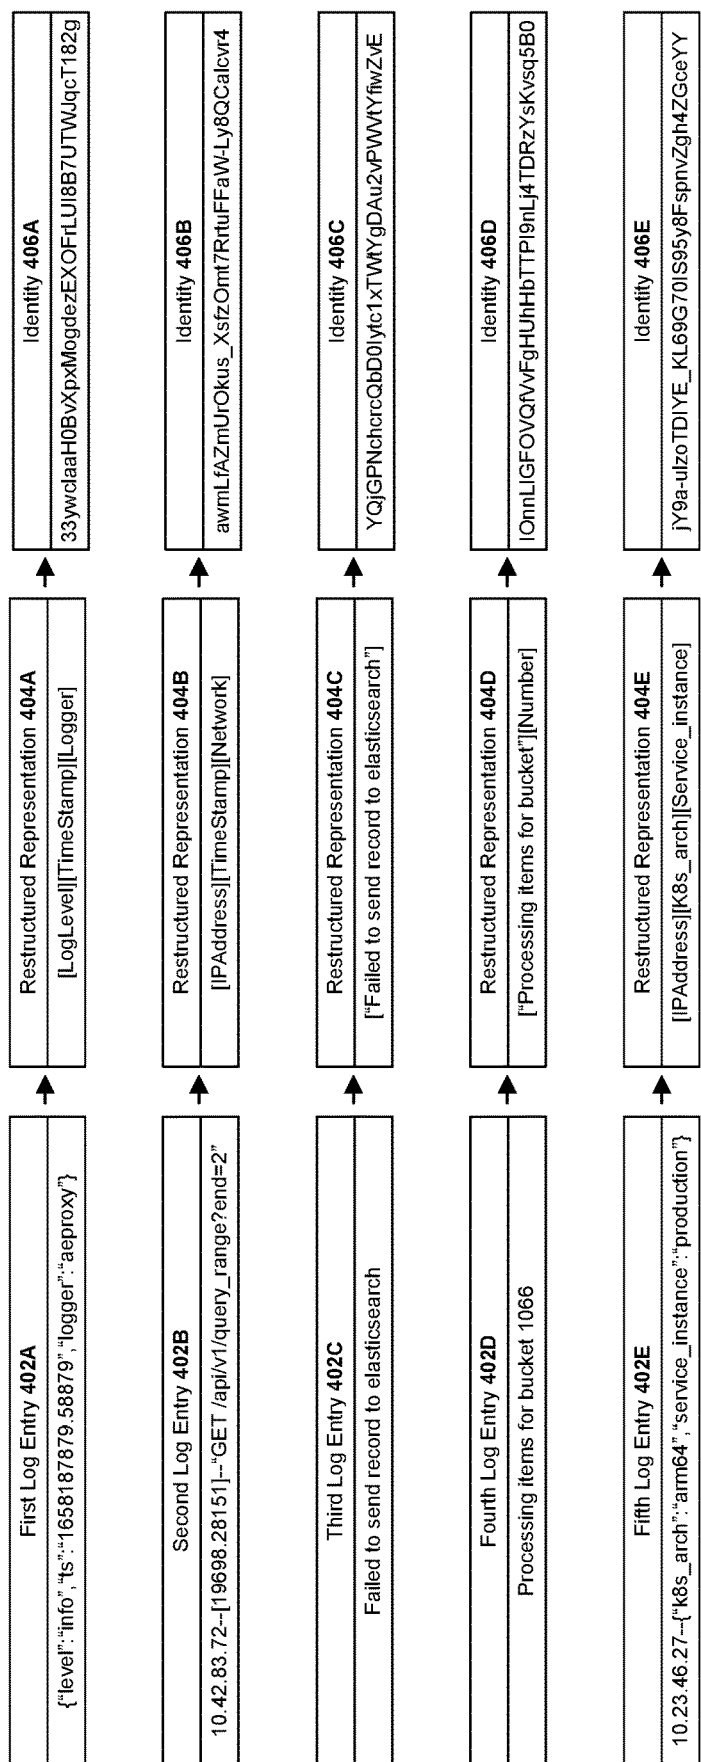 First Log Entry 402A
{“level”:“info”,“ts”:“1658187879.58879”,“logger”:“aeproxy”}
Restructured Representation 404A
[LogLevel][TimeStamp][Logger]
Identity 406A
33ywdaaH0BvXpxMogdezEXOFrLUI8B7UTWJqcT182g
Second Log Entry 402B
10.42.83.72--[19698.28151]--“GET /api/v1/query_range?end=2”
Restructured Representation 404B
[IPAddress][TimeStamp][Network]
Identity 406B
awmLfAZmUrOkus_XsfzOmt7RrtuFFaW-Ly8QCalcvr4
Third Log Entry 402C
Failed to send record to elasticsearch
Restructured Representation 404C
[“Failed to send record to elasticsearch”]
Identity 406C
YQjGPNchcrcQbD0lytc1xTWtYgDAu2vPWVtYfiwZvE
Fourth Log Entry 402D
Processing items for bucket 1066
Restructured Representation 404D
[“Processing items for bucket”][Number]
Identity 406D
IOnnLIGFOVQfVvFgHUhHbTTPl9nLj4TDRzYsKvsq5B0
Fifth Log Entry 402E
10.23.46.27--{“k8s_arch”:“arm64”,“service_instance”:“production”}
Restructured Representation 404E
[IPAddress][K8s_arch][Service_instance]
Identity 406E
jY9a-ulzoTDIYE_KL69G70IS95y8FspnvZgh4ZGceYY